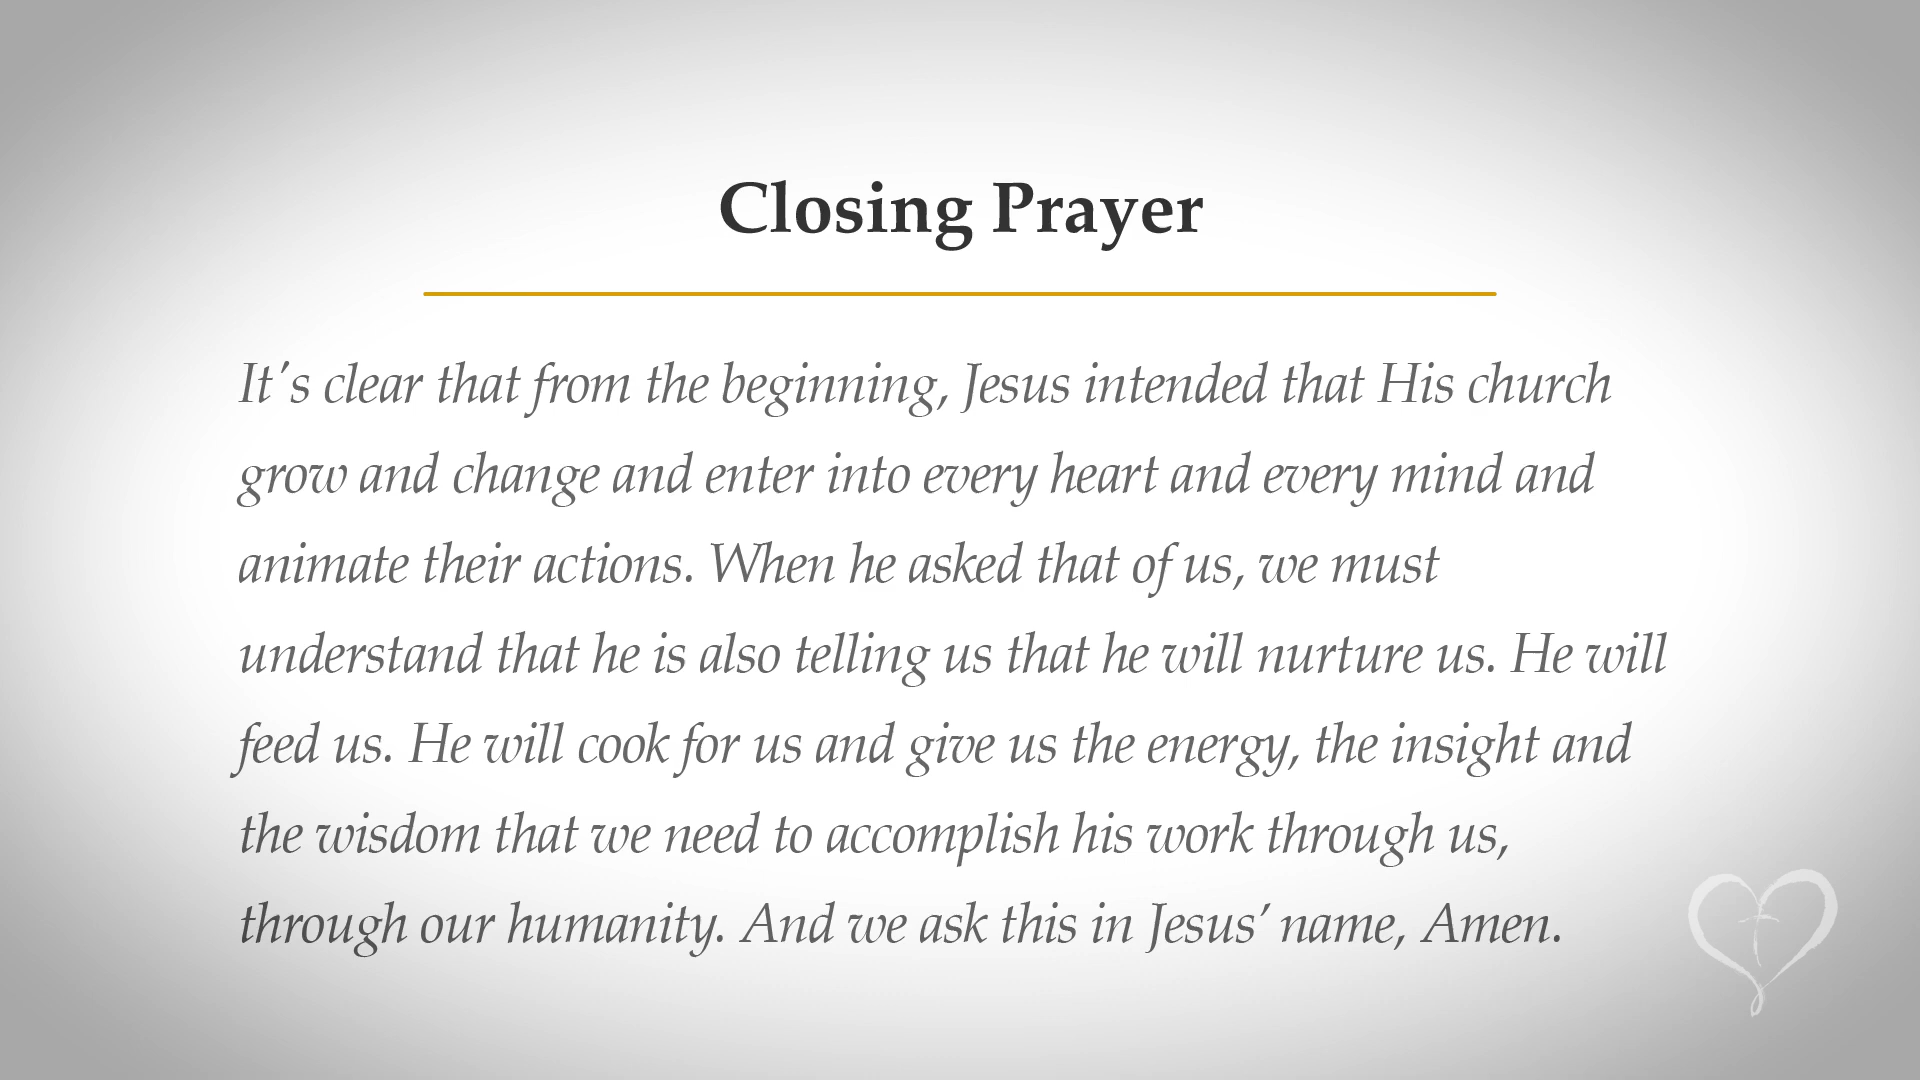 Closing Prayer
It's clear that from the beginning, Jesus intended that His church
grow and change and enter into every heart and every mind and
animate their actions. When he asked that of us, we must
understand that he is also telling us that he will nurture us. He will
feed us. He will cook for us and give us the energy, the insight and
the wisdom that we need to accomplish his work through us,
through our humanity. And we ask this in Jesus’ name, Amen.